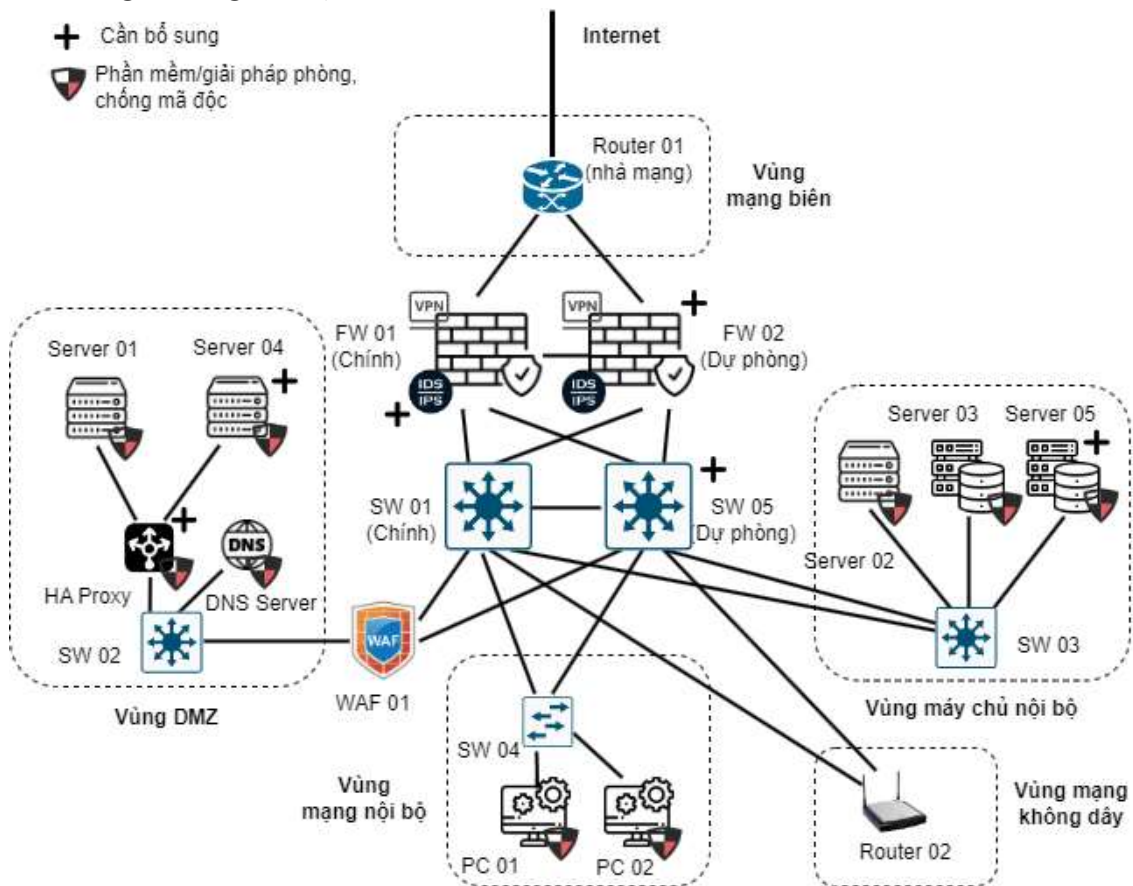 Cần bổ sung
Phần mềm/giải pháp phòng,
chống mã độc
Internet
Router 01
(nhà mạng)
Vùng
mạng biên
VPN
VPN
FW 01
(Chính)
FW 02
(Dự phòng)
IDS
IPS
IDS
IPS
Server 01
Server 04
HA Proxy
DNS
DNS Server
SW 02
Vùng DMZ
SW 01
(Chính)
SW 05
(Dự phòng)
WAF
WAF 01
Server 03
Server 05
Server 02
SW 03
Vùng máy chủ nội bộ
SW 04
Vùng
mạng nội bộ
PC 01
PC 02
Vùng mạng
không dây
Router 02